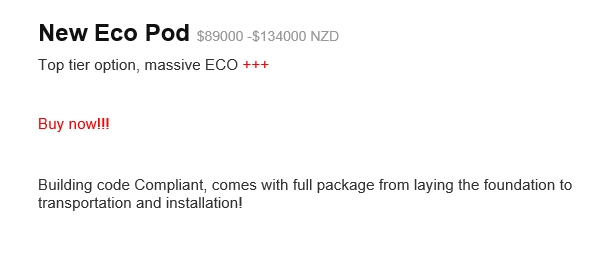 New Eco Pod $89000 -$134000 NZD
Top tier option, massive ECO +++
Buy now!!!
Building code Compliant, comes with full package from laying the foundation to
transportation and installation!